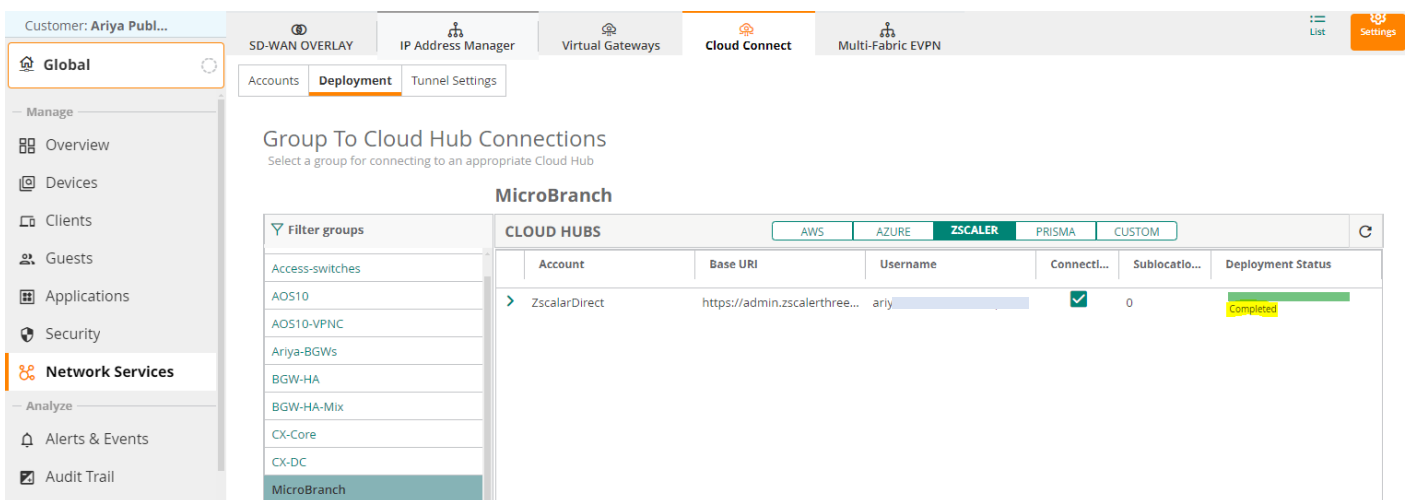 Customer: Ariya Publ...
Global
Manage
Overview
Devices
Clients
Guests
Applications
Security
Network Services
Analyze
Alerts & Events
Audit Trail
SD-WAN OVERLAY
IP Address Manager
Virtual Gateways
Cloud Connect
Multi-Fabric EVPN
List
Settings
Accounts
Deployment
Tunnel Settings
Group To Cloud Hub Connections
Select a group for connecting to an appropriate Cloud Hub
MicroBranch
Filter groups
Access-switches
AOS10
AOS10-VPNC
Ariya-BGWs
BGW-HA
BGW-HA-Mix
CX-Core
CX-DC
MicroBranch
CLOUD HUBS
AWS
AZURE
ZSCALER
PRISMA
CUSTOM
Account Base URI Username Connecti... Sublocatio... Deployment Status
ZscalarDirect https://admin.zscalerthree... ariy 0
Completed